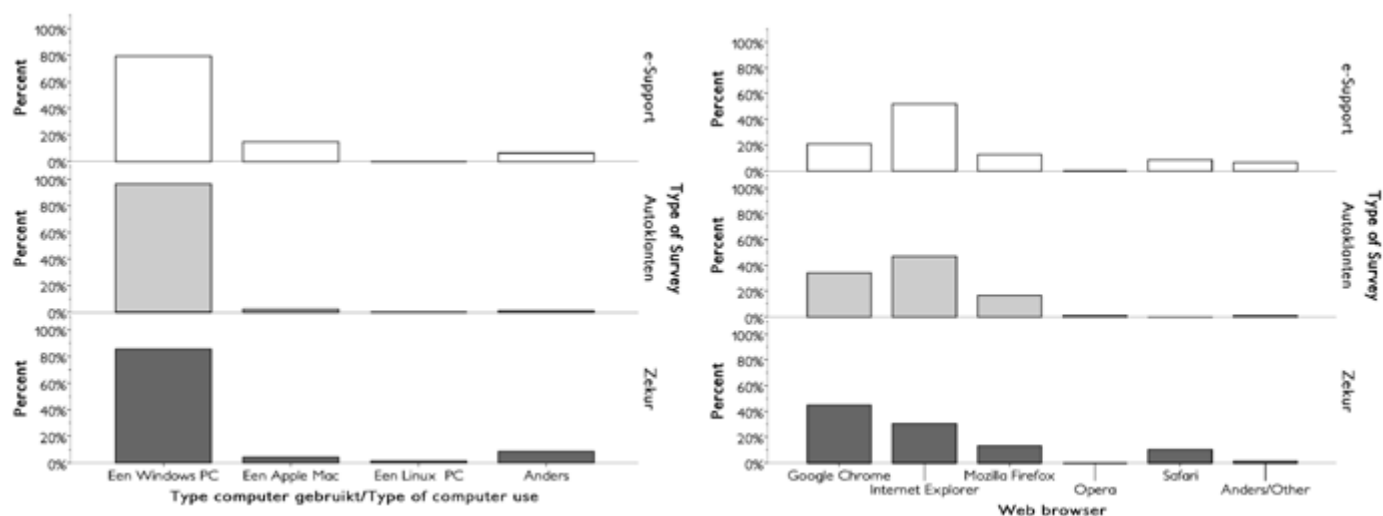 100%
80%
60%
40%
20%
0%
Percent
e-Support
100%
80%
60%
40%
20%
0%
Percent
Autoklanten
100%
80%
60%
40%
20%
0%
Percent
Zekur
Type of Survey
Een Windows PC Een Apple Mac Een Linux PC Anders
Type computer gebruikt/Type of computer use
100%
80%
60%
40%
20%
0%
Percent
e-Support
100%
80%
60%
40%
20%
0%
Percent
Autoklanten
100%
80%
60%
40%
20%
0%
Percent
Zekur
Type of Survey
Google Chrome Mozilla Firefox Safari
Internet Explorer Opera Anders/Other
Web browser